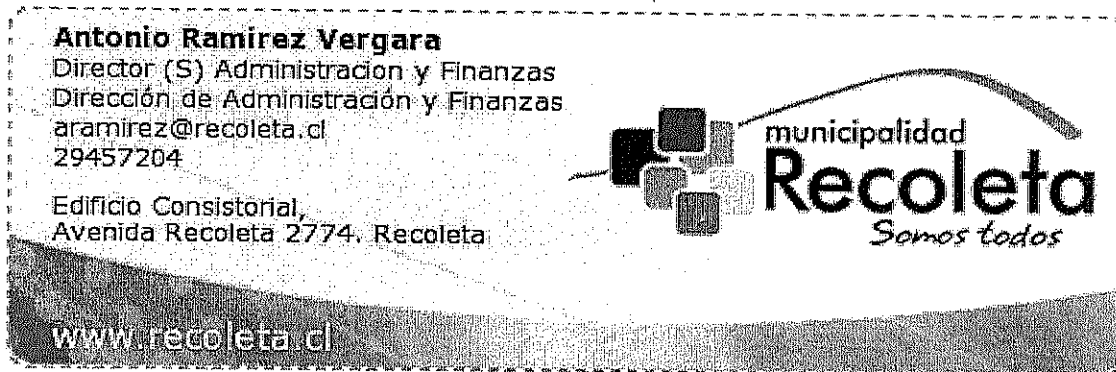 Antonio Ramirez Vergara
Director (S) Administracion y Finanzas
Dirección de Administración y Finanzas
aramirez@recoleta.cl
29457204
Edificio Consistorial,
Avenida Recoleta 2774. Recoleta
www.recoleta.cl
municipalidad
Recoleta
Somos todos